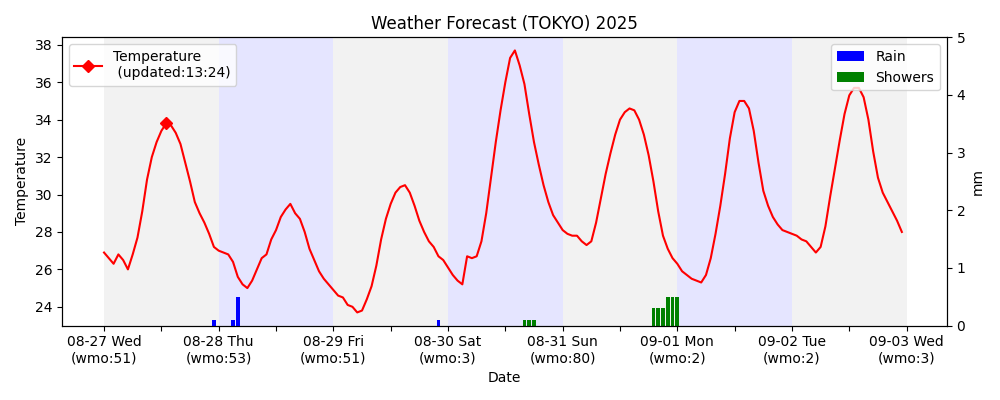 Weather Forecast (TOKYO) 2025
Temperature
(updated:13:24)
Rain
Showers
38
36
34
32
30
28
26
24
Temperature
5
4
3
2
1
0
mm
08-27 Wed
(wmo:51)
08-28 Thu
(wmo:53)
08-29 Fri
(wmo:51)
08-30 Sat
(wmo:3)
08-31 Sun
(wmo:80)
09-01 Mon
(wmo:2)
09-02 Tue
(wmo:2)
09-03 Wed
(wmo:3)
Date